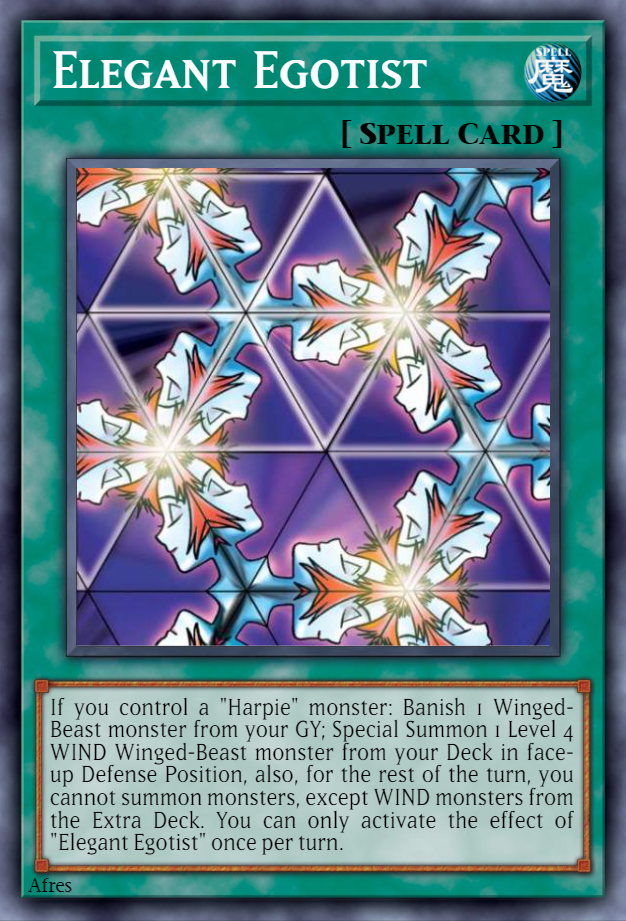 Elegant Egotist
SPELL
魔
[ Spell Card ]
If you control a "Harpie" monster: Banish 1 Winged-
Beast monster from your GY; Special Summon 1 Level 4
WIND Winged-Beast monster from your Deck in face-
up Defense Position, also, for the rest of the turn, you
cannot summon monsters, except WIND monsters from
the Extra Deck. You can only activate the effect of
"Elegant Egotist" once per turn.
Afres